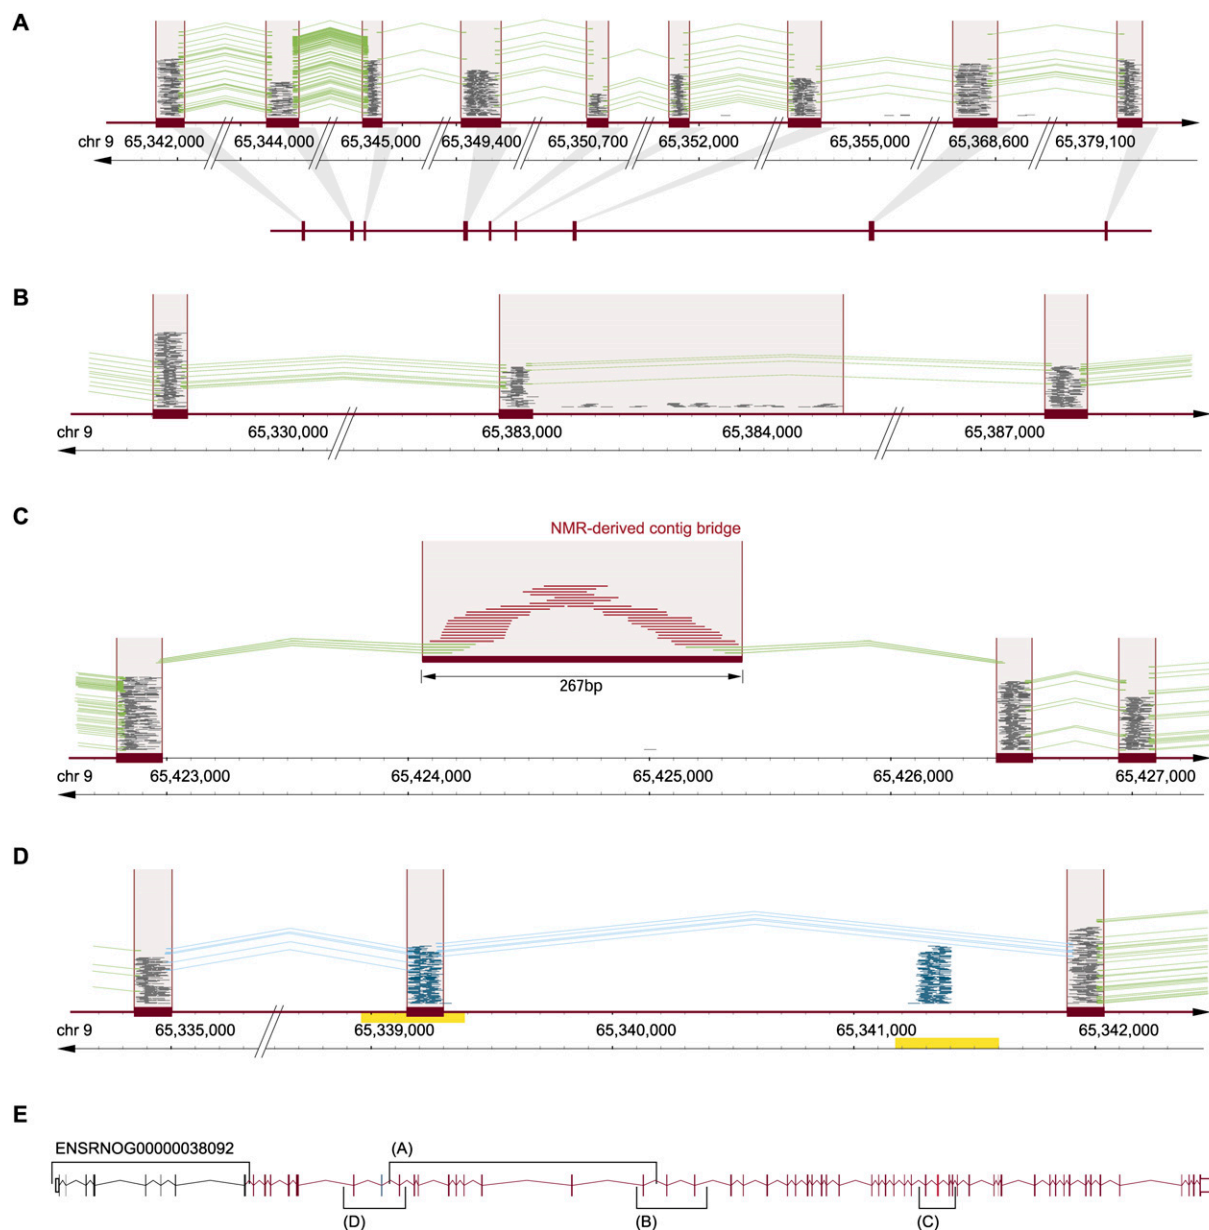 A
chr 9 65,342,000 65,344,000 65,345,000 65,349,400 65,350,700 65,352,000 65,355,000 65,368,600 65,379,100
B
chr 9 65,330,000 65,383,000 65,384,000 65,387,000
C
NMR-derived contig bridge
267bp
chr 9 65,423,000 65,424,000 65,425,000 65,426,000 65,427,000
D
chr 9 65,335,000 65,339,000 65,340,000 65,341,000 65,342,000
E
ENSRNOG00000038092 (A)
(D) (B) (C)